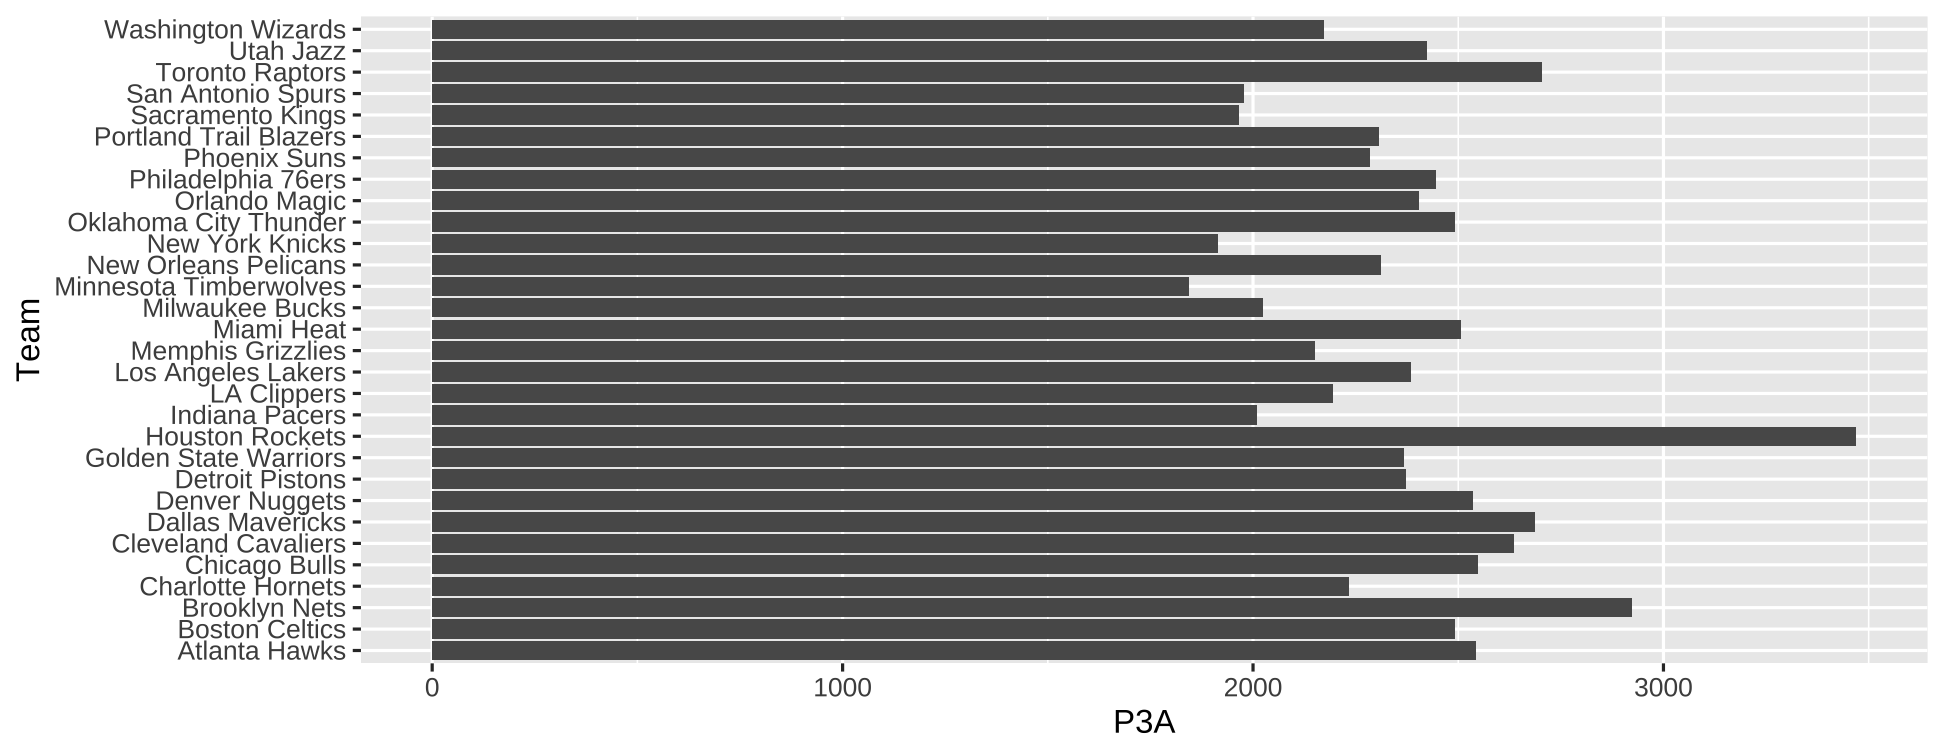 Washington Wizards
Utah Jazz
Toronto Raptors
San Antonio Spurs
Sacramento Kings
Portland Trail Blazers
Phoenix Suns
Philadelphia 76ers
Orlando Magic
Oklahoma City Thunder
New York Knicks
New Orleans Pelicans
Minnesota Timberwolves
Milwaukee Bucks
Miami Heat
Memphis Grizzlies
Los Angeles Lakers
LA Clippers
Indiana Pacers
Houston Rockets
Golden State Warriors
Detroit Pistons
Denver Nuggets
Dallas Mavericks
Cleveland Cavaliers
Chicago Bulls
Charlotte Hornets
Brooklyn Nets
Boston Celtics
Atlanta Hawks
Team
0 1000 2000 3000
P3A